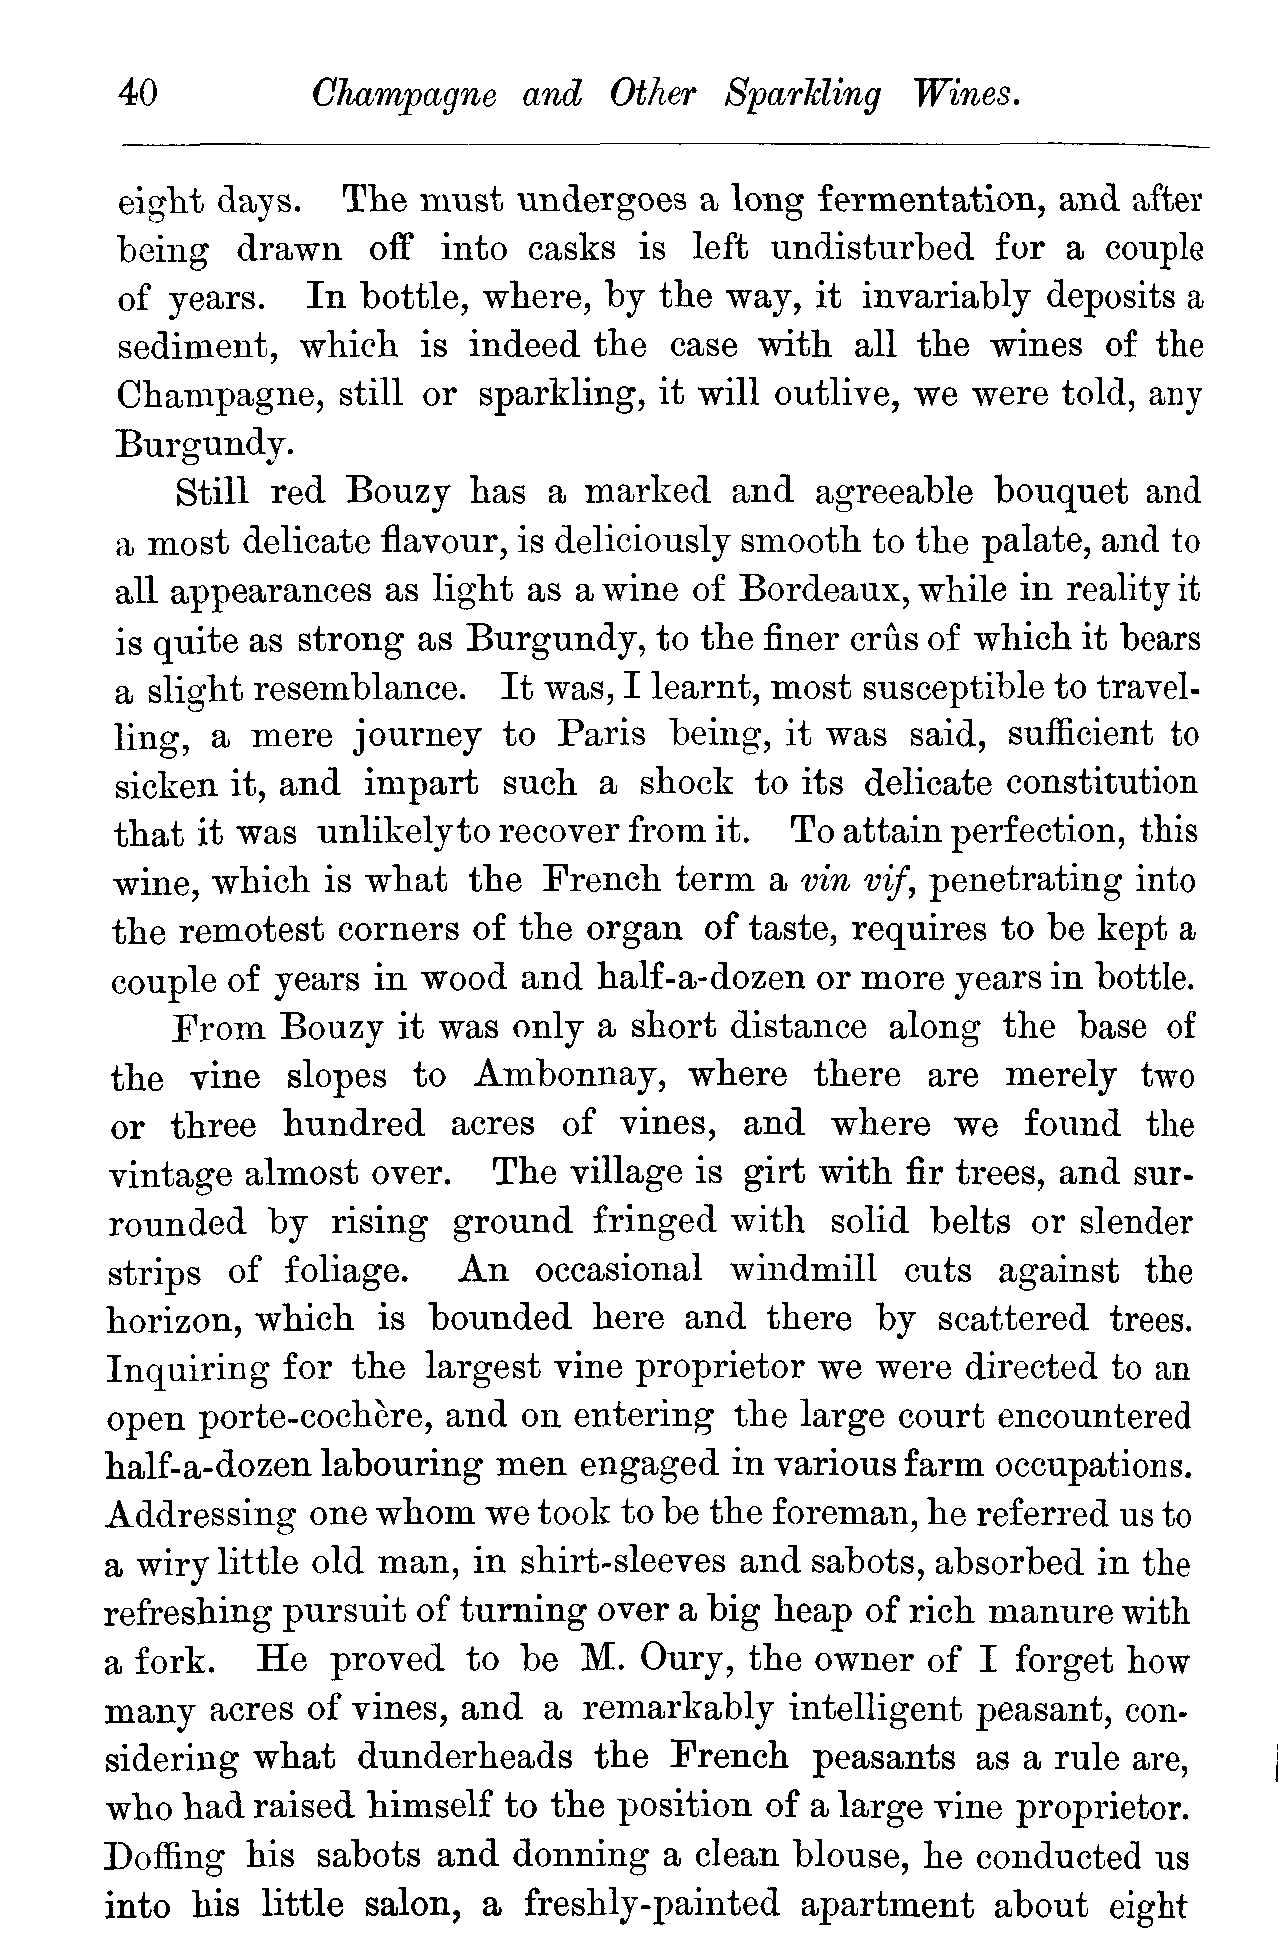 40 Champagne and Other Sparkling Wines.
eight days. The must undergoes a long fermentation, and after
being drawn off into casks is left undisturbed for a couple
of years. In bottle, where, by the way, it invariably deposits a
sediment, which is indeed the case with all the wines of the
Champagne, still or sparkling, it will outlive, we were told, any
Burgundy.
Still red Bouzy has a marked and agreeable bouquet and
a most delicate flavour, is deliciously smooth to the palate, and to
all appearances as light as a wine of Bordeaux, while in reality it
is quite as strong as Burgundy, to the finer crûs of which it bears
a slight resemblance. It was, I learnt, most susceptible to travel-
ling, a mere journey to Paris being, it was said, sufficient to
sicken it, and impart such a shock to its delicate constitution
that it was unlikely to recover from it. To attain perfection, this
wine, which is what the French term a vin vif, penetrating into
the remotest corners of the organ of taste, requires to be kept a
couple of years in wood and half-a-dozen or more years in bottle.
From Bouzy it was only a short distance along the base of
the vine slopes to Ambonnay, where there are merely two
or three hundred acres of vines, and where we found the
vintage almost over. The village is girt with fir trees, and sur-
rounded by rising ground fringed with solid belts or slender
strips of foliage. An occasional windmill cuts against the
horizon, which is bounded here and there by scattered trees.
Inquiring for the largest vine proprietor we were directed to an
open porte-cochère, and on entering the large court encountered
half-a-dozen labouring men engaged in various farm occupations.
Addressing one whom we took to be the foreman, he referred us to
a wiry little old man, in shirt-sleeves and sabots, absorbed in the
refreshing pursuit of turning over a big heap of rich manure with
a fork. He proved to be M. Oury, the owner of I forget how
many acres of vines, and a remarkably intelligent peasant, con-
sidering what dunderheads the French peasants as a rule are,
who had raised himself to the position of a large vine proprietor.
Doffing his sabots and donning a clean blouse, he conducted us
into his little salon, a freshly-painted apartment about eight